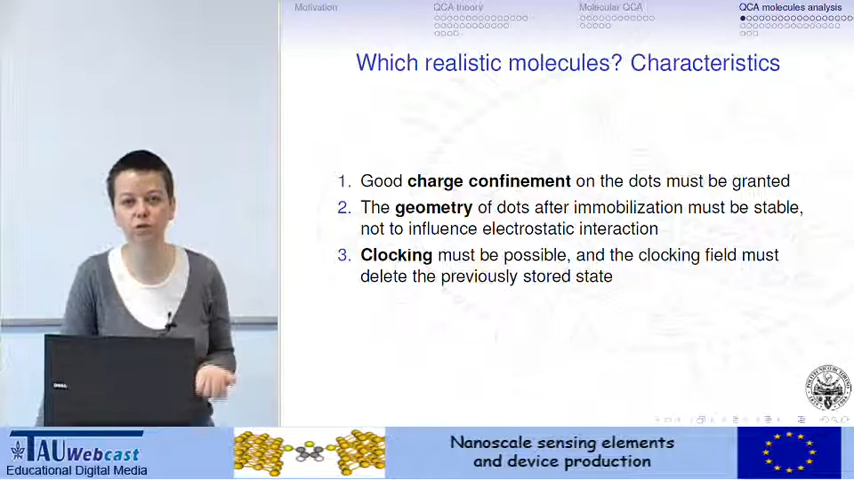 Motivation
QCA theory
Molecular QCA
QCA molecules analysis
Which realistic molecules? Characteristics
1. Good charge confinement on the dots must be granted
2. The geometry of dots after immobilization must be stable,
not to influence electrostatic interaction
3. Clocking must be possible, and the clocking field must
delete the previously stored state
DELL
TAU Webcast
Educational Digital Media
Nanoscale sensing elements
and device production